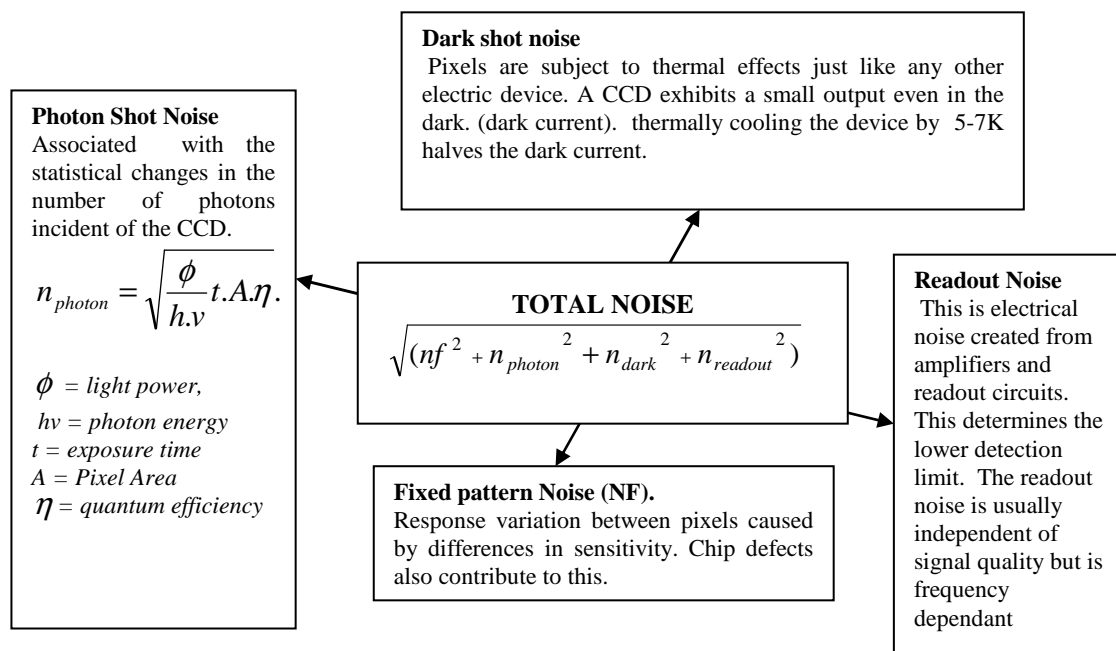 Dark shot noise
Pixels are subject to thermal effects just like any other
electric device. A CCD exhibits a small output even in the
dark. (dark current). thermally cooling the device by 5-7K
halves the dark current.
Photon Shot Noise
Associated with the
statistical changes in the
number of photons
incident of the CCD.
n_photon = √(ϕ/h.v t.A.η).
ϕ = light power,
hv = photon energy
t = exposure time
A = Pixel Area
η = quantum efficiency
TOTAL NOISE
√(nf² + n_photon² + n_dark² + n_readout²)
Readout Noise
This is electrical
noise created from
amplifiers and
readout circuits.
This determines the
lower detection
limit. The readout
noise is usually
independent of
signal quality but is
frequency
dependant
Fixed pattern Noise (NF).
Response variation between pixels caused
by differences in sensitivity. Chip defects
also contribute to this.